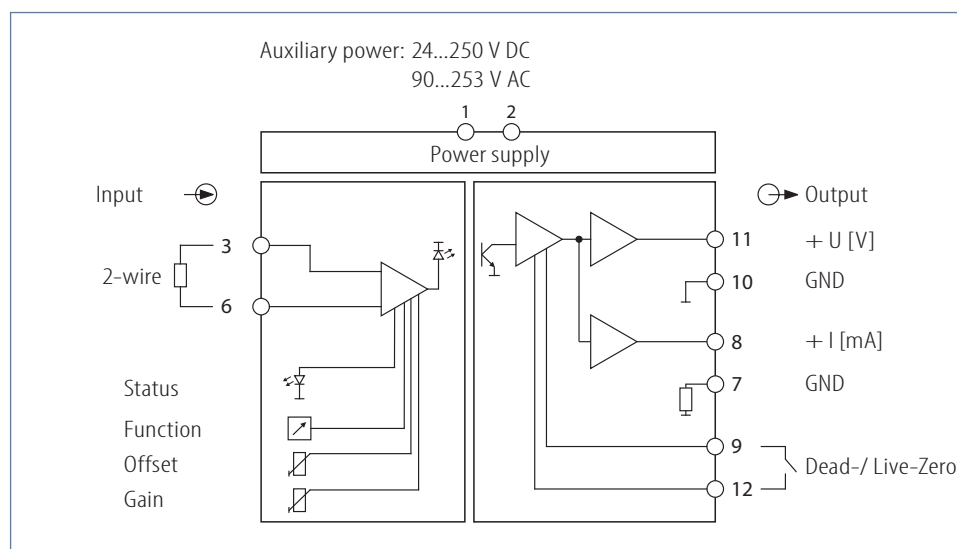 Auxiliary power: 24...250 V DC
90...253 V AC
1 2
Power supply
Input
Output
3
2-wire
6
11 + U [V]
10 GND
8 + I [mA]
7 GND
Status
Function
Offset
Gain
9
Dead-/ Live-Zero
12